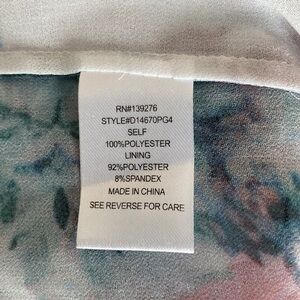 RN#139276
STYLE#D14670PG4
SELF
100%POLYESTER
LINING
92%POLYESTER
8%SPANDEX
MADE IN CHINA
SEE REVERSE FOR CARE